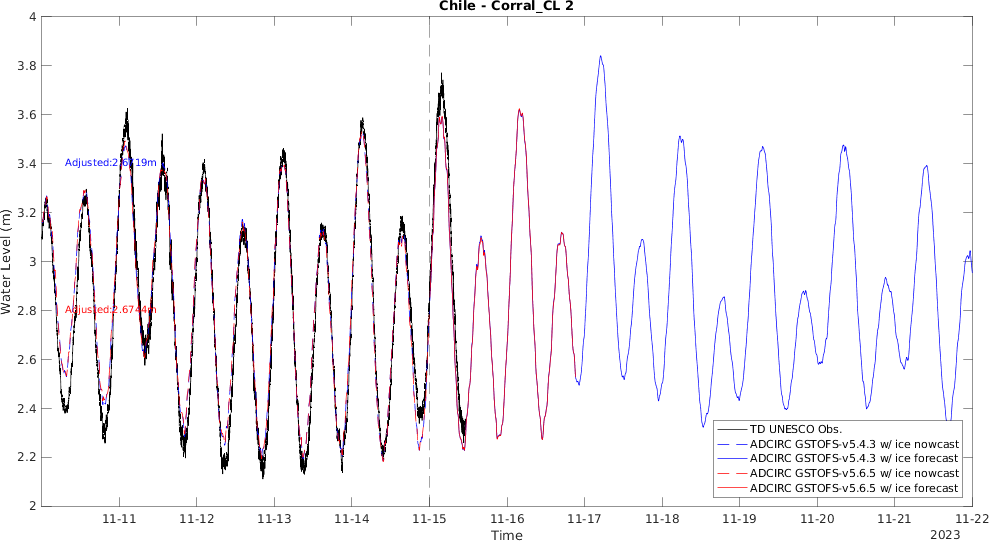 Chile - Corral_CL 2
4
3.8
3.6
3.4
3.2
3
2.8
2.6
2.4
2.2
2
Water Level (m)
Adjusted:2.6719m
Adjusted:2.6744m
TD UNESCO Obs.
ADCIRC GSTOFS-v5.4.3 w/ ice nowcast
ADCIRC GSTOFS-v5.4.3 w/ ice forecast
ADCIRC GSTOFS-v5.6.5 w/ ice nowcast
ADCIRC GSTOFS-v5.6.5 w/ ice forecast
11-11
11-12
11-13
11-14
11-15
11-16
11-17
11-18
11-19
11-20
11-21
11-22
Time
2023